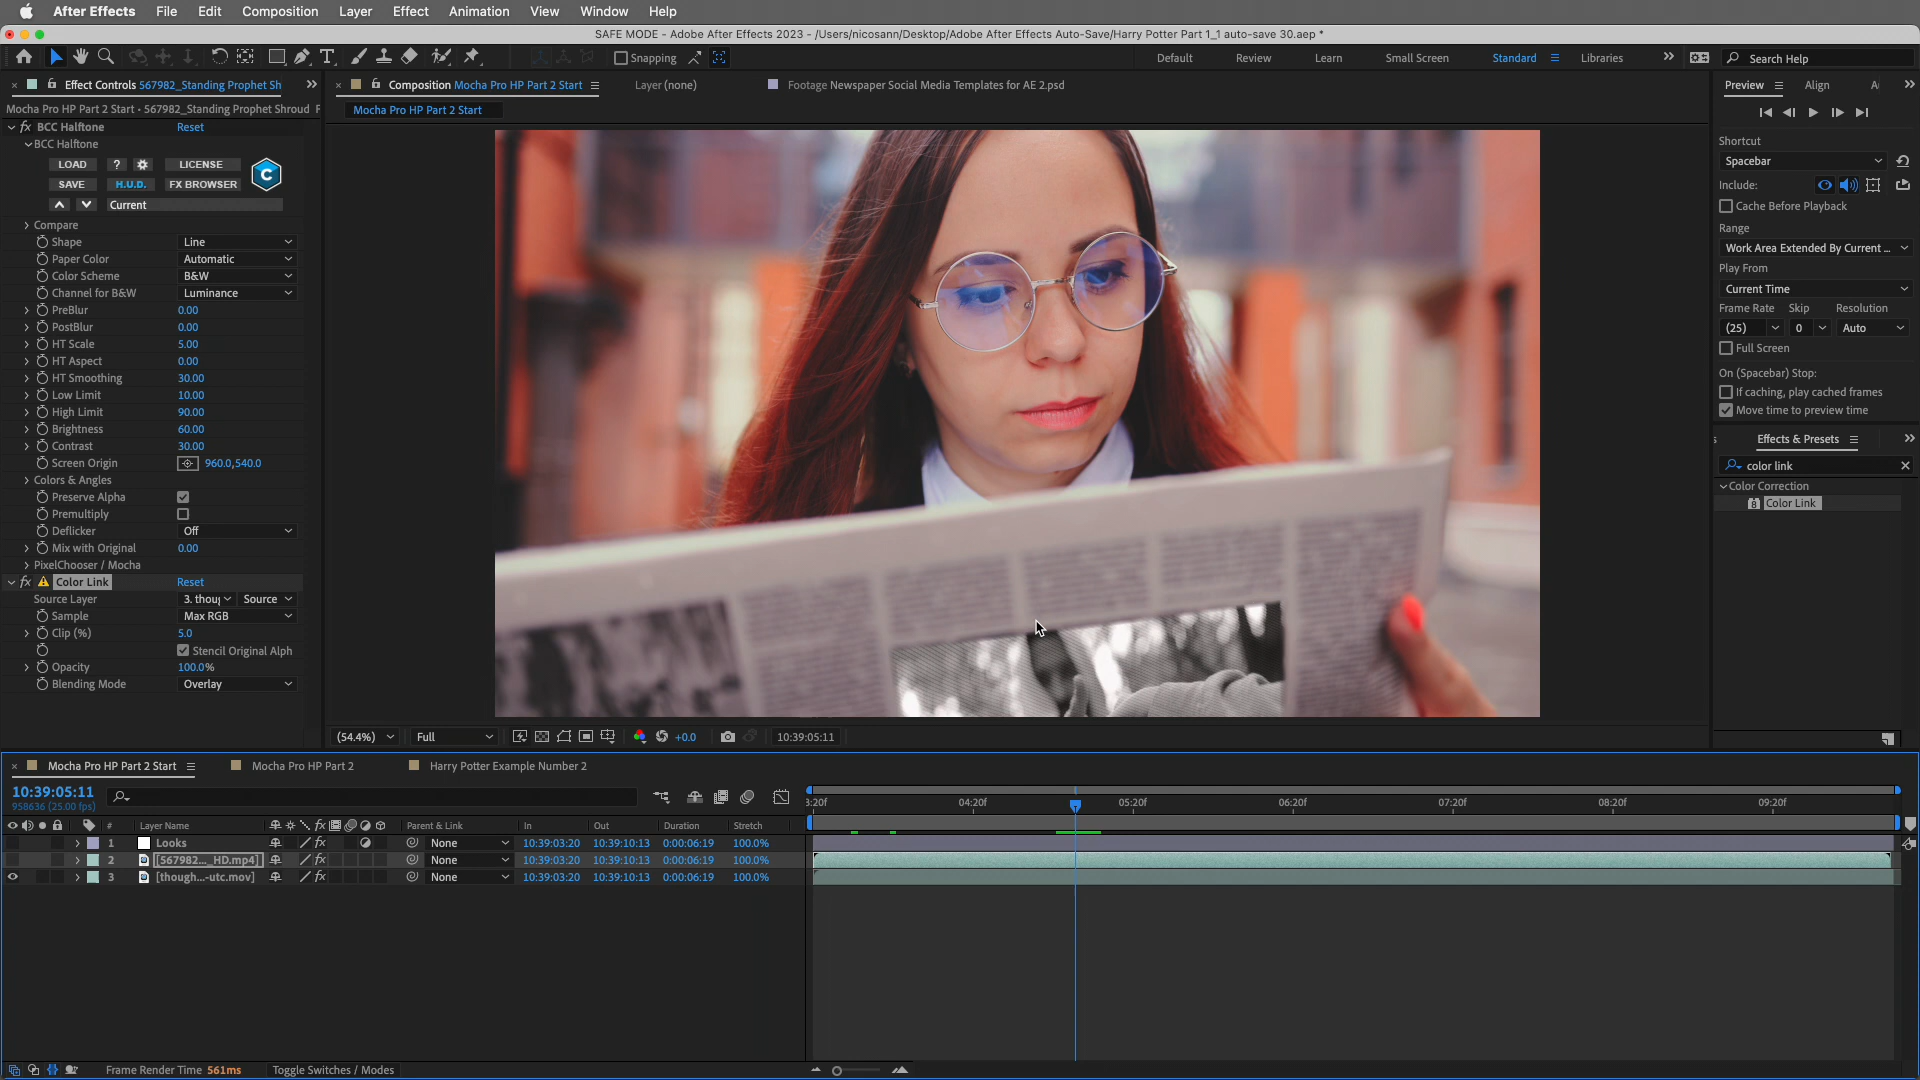 After Effects File Edit Composition Layer Effect Animation View Window Help
SAFE MODE - Adobe After Effects 2023 - /Users/nicosann/Desktop/Adobe After Effects Auto-Save/Harry Potter Part 1_1 auto-save 30.aep *
Snapping
Default Review Learn Small Screen Standard Libraries
Search Help
Effect Controls 567982_Standing Prophet Sh
Mocha Pro HP Part 2 Start • 567982_Standing Prophet Shroud
BCC Halftone Reset
BCC Halftone
LOAD ? LICENSE
SAVE H.U.D. FX BROWSER
Current
Compare
Shape Line
Paper Color Automatic
Color Scheme B&W
Channel for B&W Luminance
PreBlur 0.00
PostBlur 0.00
HT Scale 5.00
HT Aspect 0.00
HT Smoothing 30.00
Low Limit 10.00
High Limit 90.00
Brightness 60.00
Contrast 30.00
Screen Origin 960.0,540.0
Colors & Angles
Preserve Alpha
Premultiply
Deflicker Off
Mix with Original 0.00
PixelChooser / Mocha
fx Color Link Reset
Source Layer 3. thou Source
Sample Max RGB
Clip (%) 5.0
Stencil Original Alph
Opacity 100.0%
Blending Mode Overlay
Composition Mocha Pro HP Part 2 Start
Layer (none)
Footage Newspaper Social Media Templates for AE 2.psd
Mocha Pro HP Part 2 Start
(54.4%) Full +0.0 10:39:05:11
Preview Align
Shortcut
Spacebar
Include:
Cache Before Playback
Range
Work Area Extended By Current ...
Play From
Current Time
Frame Rate Skip Resolution
(25) 0 Auto
Full Screen
On (Spacebar) Stop:
If caching, play cached frames
Move time to preview time
Effects & Presets
color link
Color Correction
Color Link
Mocha Pro HP Part 2 Start
Mocha Pro HP Part 2
Harry Potter Example Number 2
10:39:05:11
958636 (25.00 fps)
3:20f 04:20f 05:20f 06:20f 07:20f 08:20f 09:20f
# Layer Name fx Parent & Link In Out Duration Stretch
1 Looks fx None 10:39:03:20 10:39:10:13 0:00:06:19 100.0%
2 [567982..._HD.mp4] fx None 10:39:03:20 10:39:10:13 0:00:06:19 100.0%
3 [though...-utc.mov] fx None 10:39:03:20 10:39:10:13 0:00:06:19 100.0%
Frame Render Time 561ms Toggle Switches / Modes